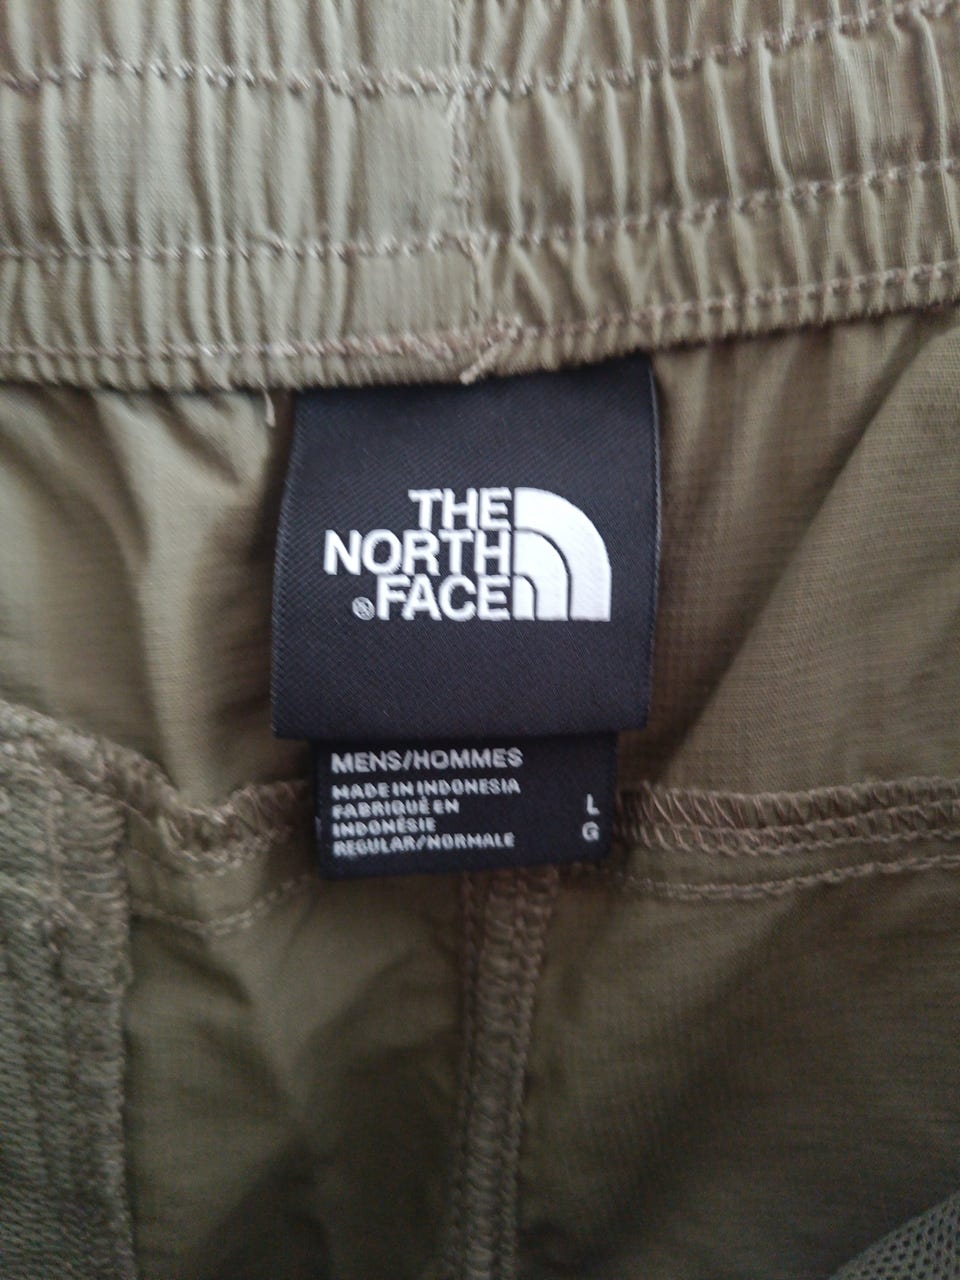 THE
NORTH
®FACE
MENS/HOMMES
MADE IN INDONESIA
FABRIQUÉ EN
INDONÉSIE
REGULAR/NORMALE
L
G